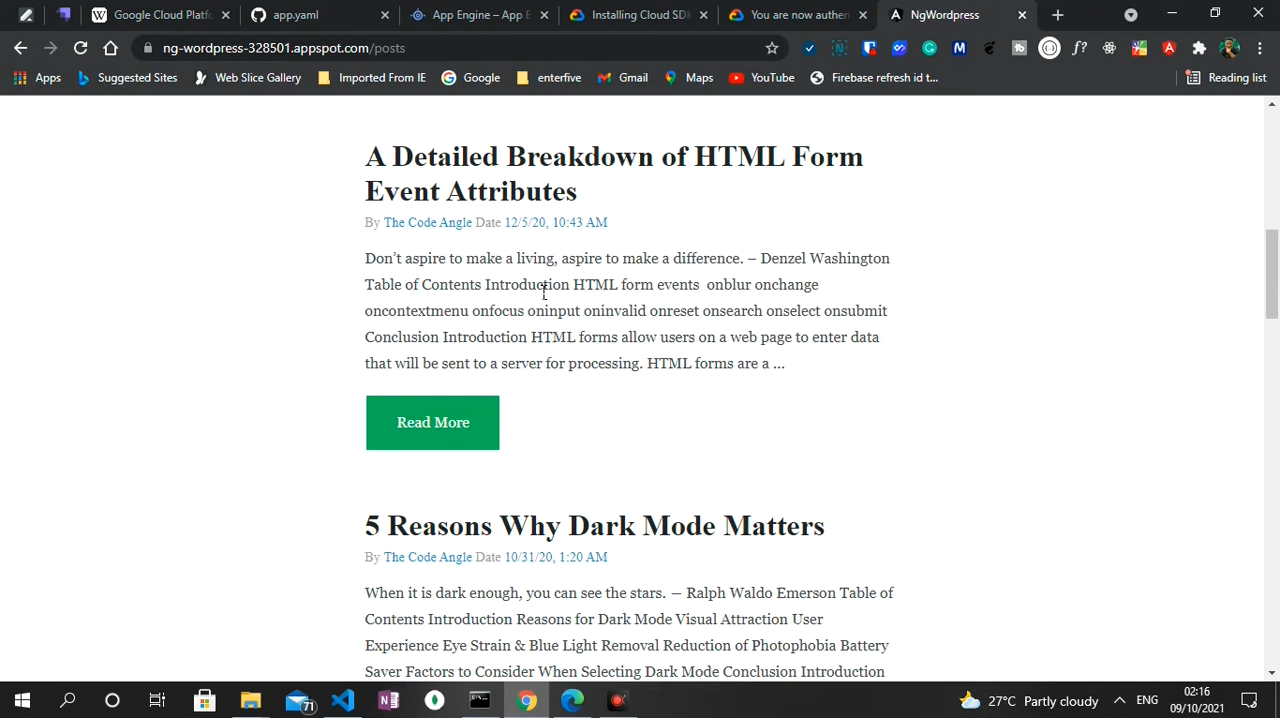 Google Cloud Platf
app.yaml
App Engine – App E
Installing Cloud SDK
You are now authen
NgWordpress
ng-wordpress-328501.appspot.com/posts
Apps
Suggested Sites
Web Slice Gallery
Imported From IE
Google
enterfive
Gmail
Maps
YouTube
Firebase refresh id t...
Reading list
A Detailed Breakdown of HTML Form
Event Attributes
By The Code Angle Date 12/5/20, 10:43 AM
Don't aspire to make a living, aspire to make a difference. – Denzel Washington
Table of Contents Introduction HTML form events  onblur onchange
oncontextmenu onfocus oninput oninvalid onreset onsearch onselect onsubmit
Conclusion Introduction HTML forms allow users on a web page to enter data
that will be sent to a server for processing. HTML forms are a ...
Read More
5 Reasons Why Dark Mode Matters
By The Code Angle Date 10/31/20, 1:20 AM
When it is dark enough, you can see the stars. — Ralph Waldo Emerson Table of
Contents Introduction Reasons for Dark Mode Visual Attraction User
Experience Eye Strain & Blue Light Removal Reduction of Photophobia Battery
Saver Factors to Consider When Selecting Dark Mode Conclusion Introduction
71
27°C Partly cloudy
ENG
02:16
09/10/2021